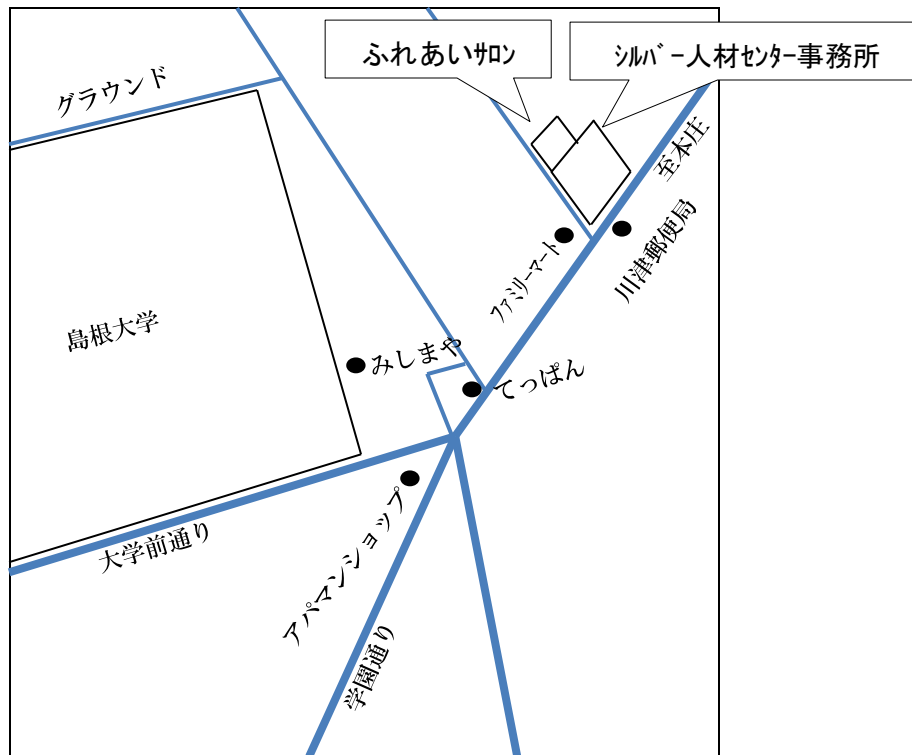 ふれあいｻﾛﾝ
ｼﾙﾊﾞｰ人材ｾﾝﾀｰ事務所
グラウンド
至本庄
川津郵便局
ﾌｧﾐﾘｰﾏｰﾄ
島根大学
みしまや
てっぱん
アパマンショップ
大学前通り
学園通り